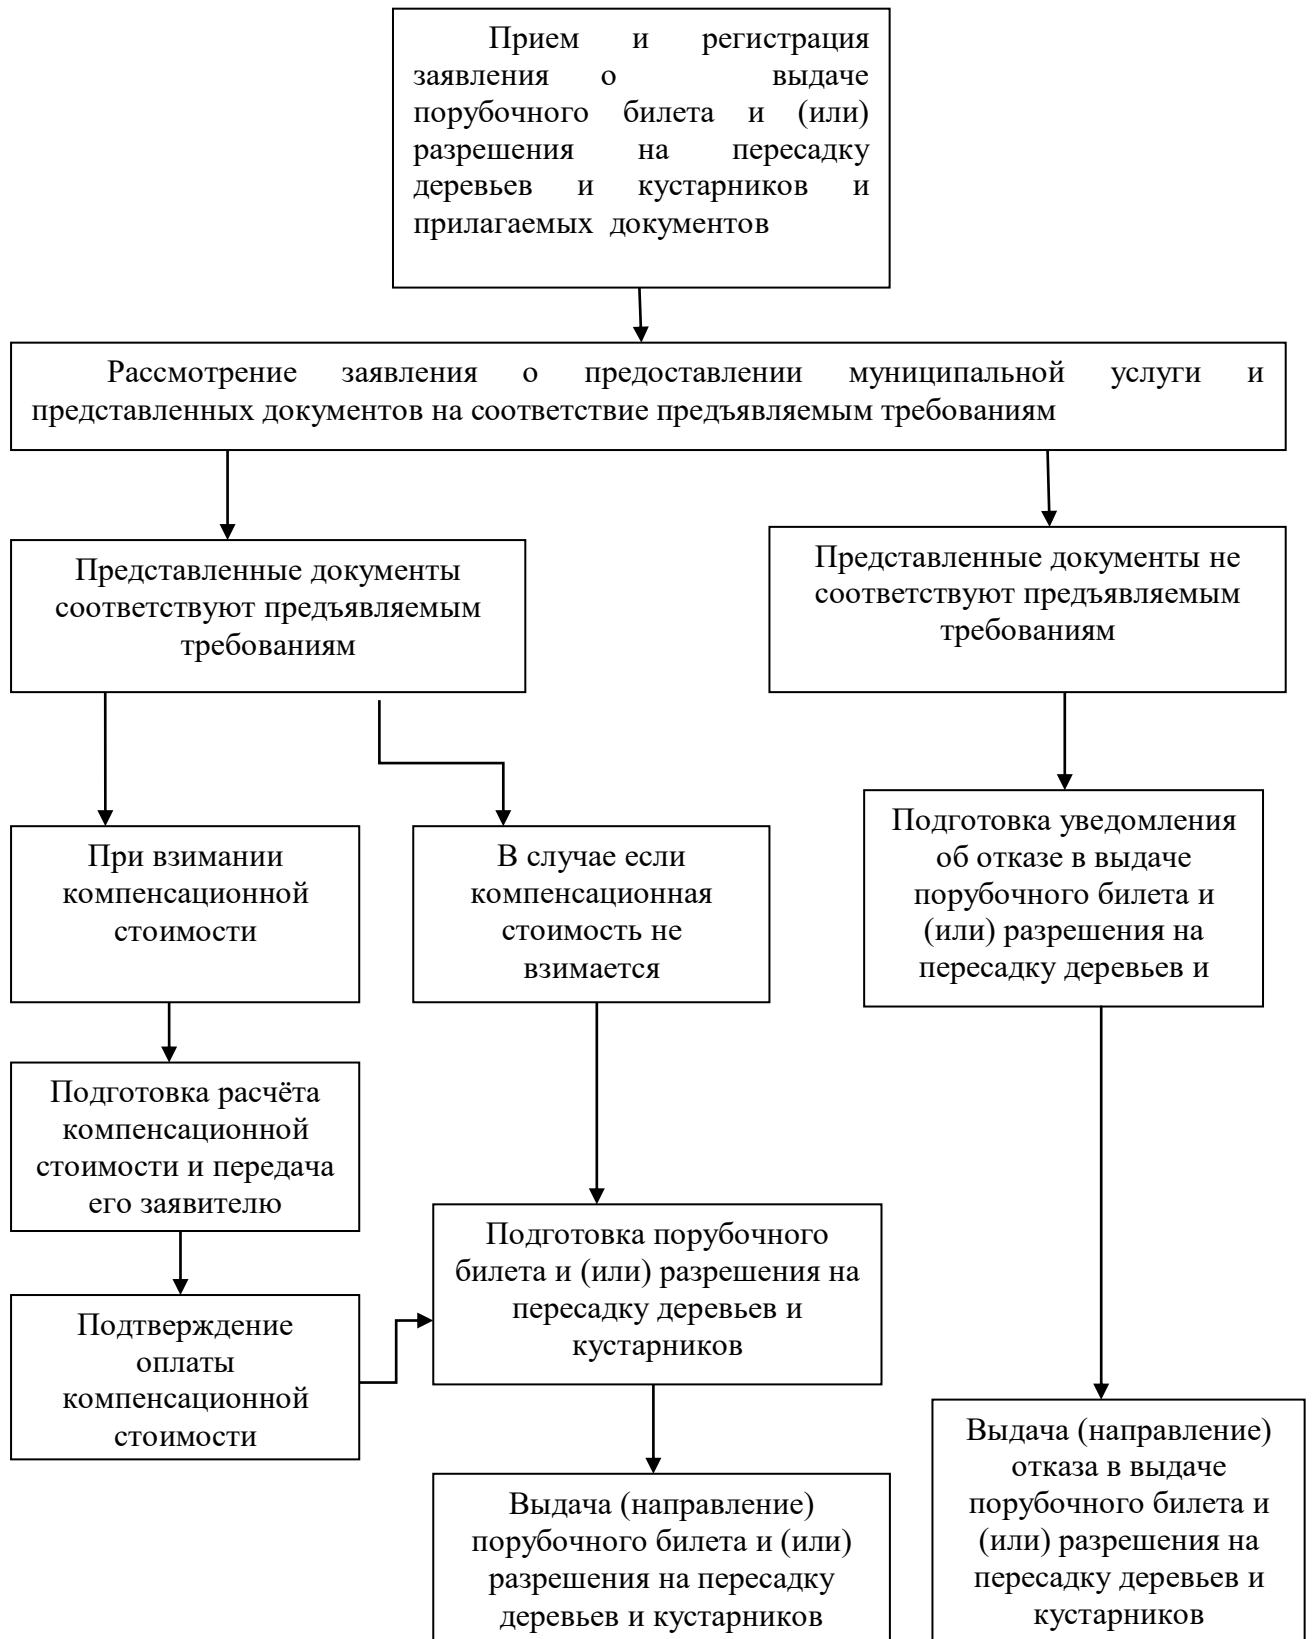 Прием и регистрация
заявления о выдаче
порубочного билета и (или)
разрешения на пересадку
деревьев и кустарников и
прилагаемых документов
Рассмотрение заявления о предоставлении муниципальной услуги и
представленных документов на соответствие предъявляемым требованиям
Представленные документы
соответствуют предъявляемым
требованиям
Представленные документы не
соответствуют предъявляемым
требованиям
При взимании
компенсационной
стоимости
В случае если
компенсационная
стоимость не
взимается
Подготовка уведомления
об отказе в выдаче
порубочного билета и
(или) разрешения на
пересадку деревьев и
Подготовка расчёта
компенсационной
стоимости и передача
его заявителю
Подготовка порубочного
билета и (или) разрешения на
пересадку деревьев и
кустарников
Подтверждение
оплаты
компенсационной
стоимости
Выдача (направление)
порубочного билета и (или)
разрешения на пересадку
деревьев и кустарников
Выдача (направление)
отказа в выдаче
порубочного билета и
(или) разрешения на
пересадку деревьев и
кустарников